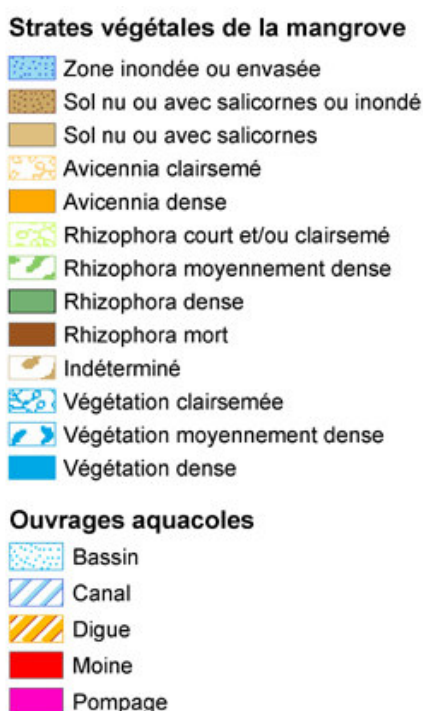 Strates végétales de la mangrove
Zone inondée ou envasée
Sol nu ou avec salicornes ou inondé
Sol nu ou avec salicornes
Avicennia clairsemé
Avicennia dense
Rhizophora court et/ou clairsemé
Rhizophora moyennement dense
Rhizophora dense
Rhizophora mort
Indéterminé
Végétation clairsemée
Végétation moyennement dense
Végétation dense
Ouvrages aquacoles
Bassin
Canal
Digue
Moine
Pompage